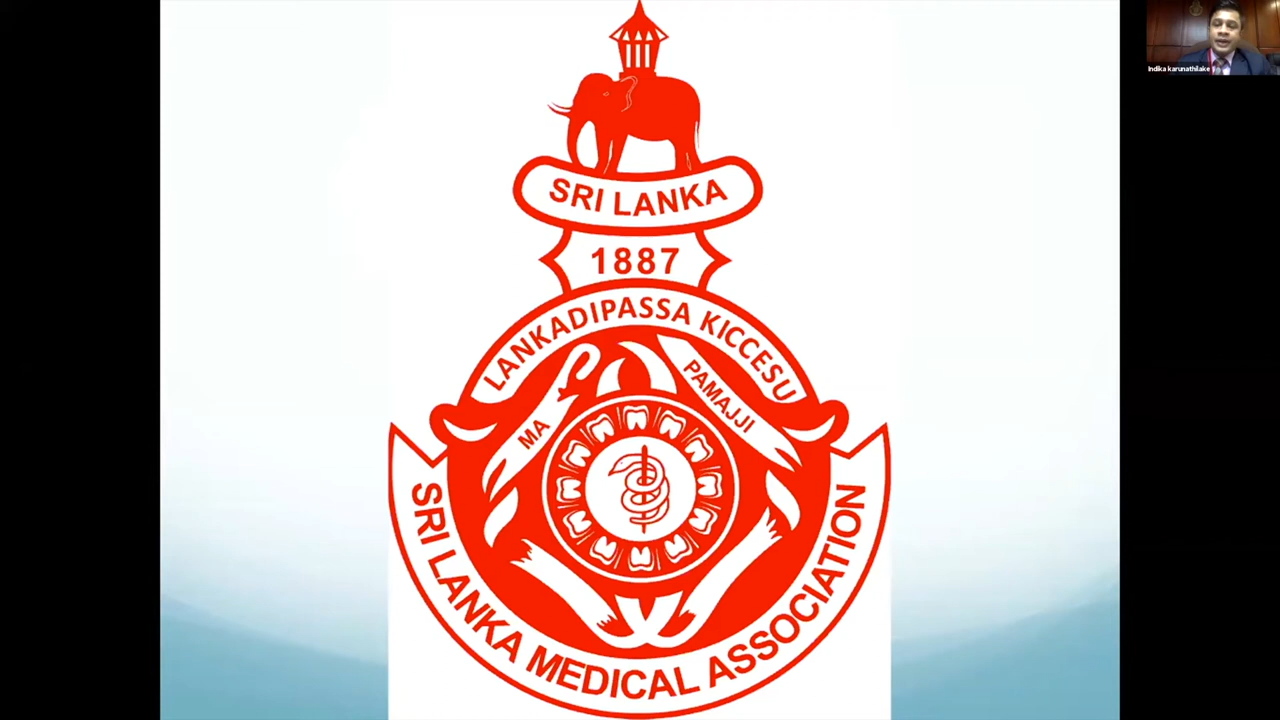 Indika karunathilake
SRI LANKA
1887
LANKADIPASSA KICCESU
MA
PAMAJJI
SRI LANKA MEDICAL ASSOCIATION